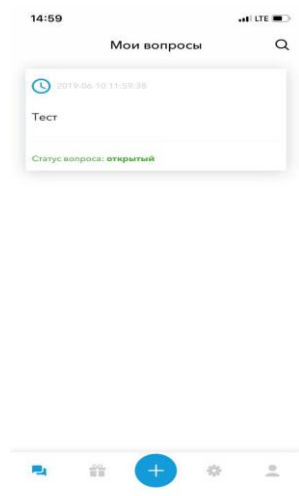 14:59
LTE
Мои вопросы
2019-06-10 11:59:38
Тест
Статус вопроса: открытый